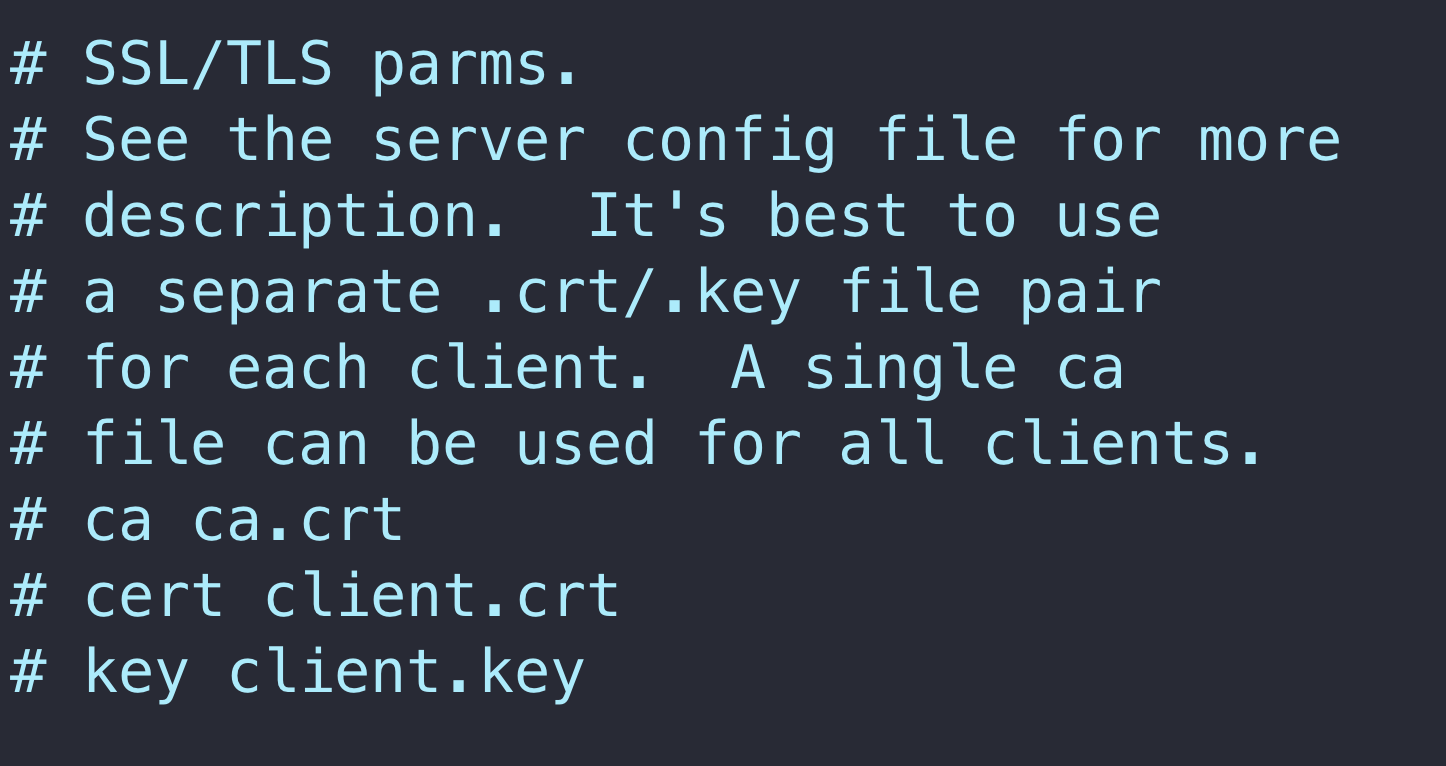 # SSL/TLS parms.
# See the server config file for more
# description.  It's best to use
# a separate .crt/.key file pair
# for each client.  A single ca
# file can be used for all clients.
# ca ca.crt
# cert client.crt
# key client.key